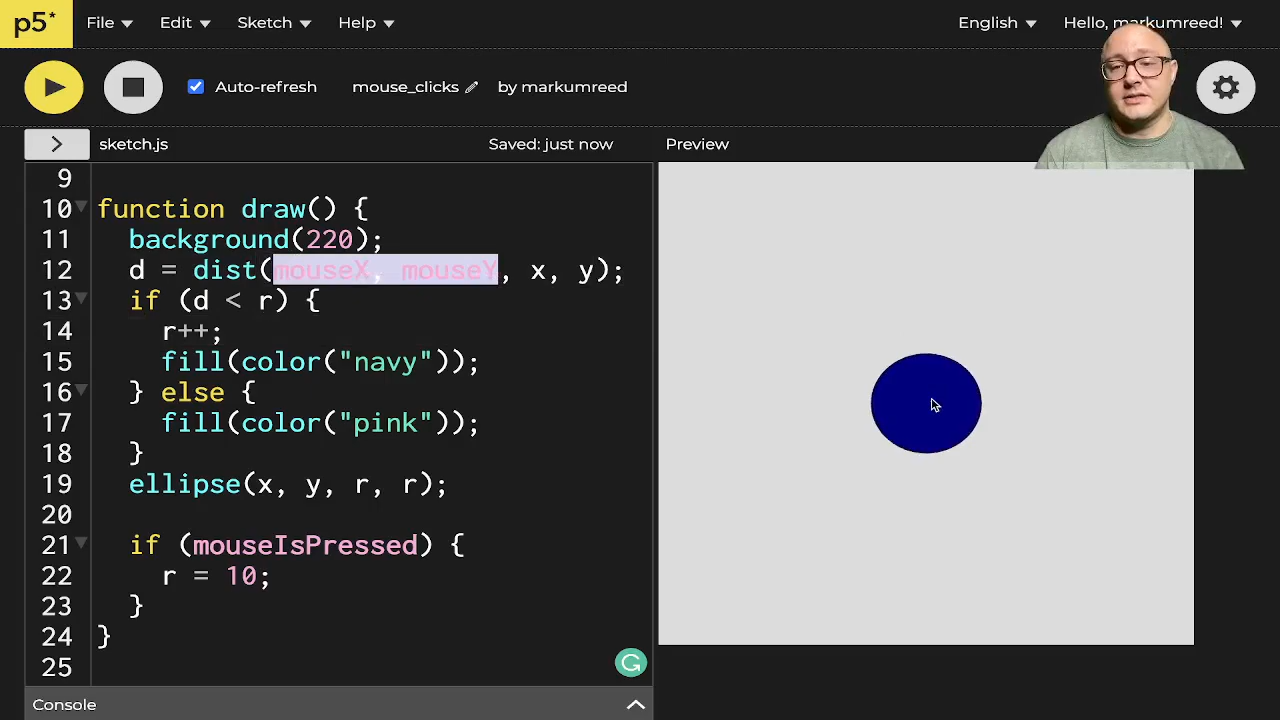 p5* File Edit Sketch Help English Hello, markumreed!
Auto-refresh mouse_clicks by markumreed
> sketch.js Saved: just now Preview
9
10 function draw() {
11 background(220);
12 d = dist(mouseX, mouseY, x, y);
13 if (d < r) {
14 r++;
15 fill(color("navy"));
16 } else {
17 fill(color("pink"));
18 }
19 ellipse(x, y, r, r);
20
21 if (mouseIsPressed) {
22 r = 10;
23 }
24 }
25
Console